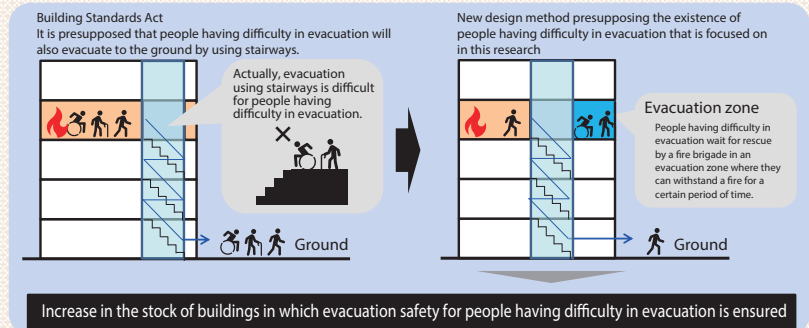 Building Standards Act
It is presupposed that people having difficulty in evacuation will
also evacuate to the ground by using stairways.
Actually, evacuation
using stairways is difficult
for people having
difficulty in evacuation.
Ground
New design method presupposing the existence of
people having difficulty in evacuation that is focused on
in this research
Evacuation zone
People having difficulty in
evacuation wait for rescue
by a fire brigade in an
evacuation zone where they
can withstand a fire for a
certain period of time.
Ground
Increase in the stock of buildings in which evacuation safety for people having difficulty in evacuation is ensured